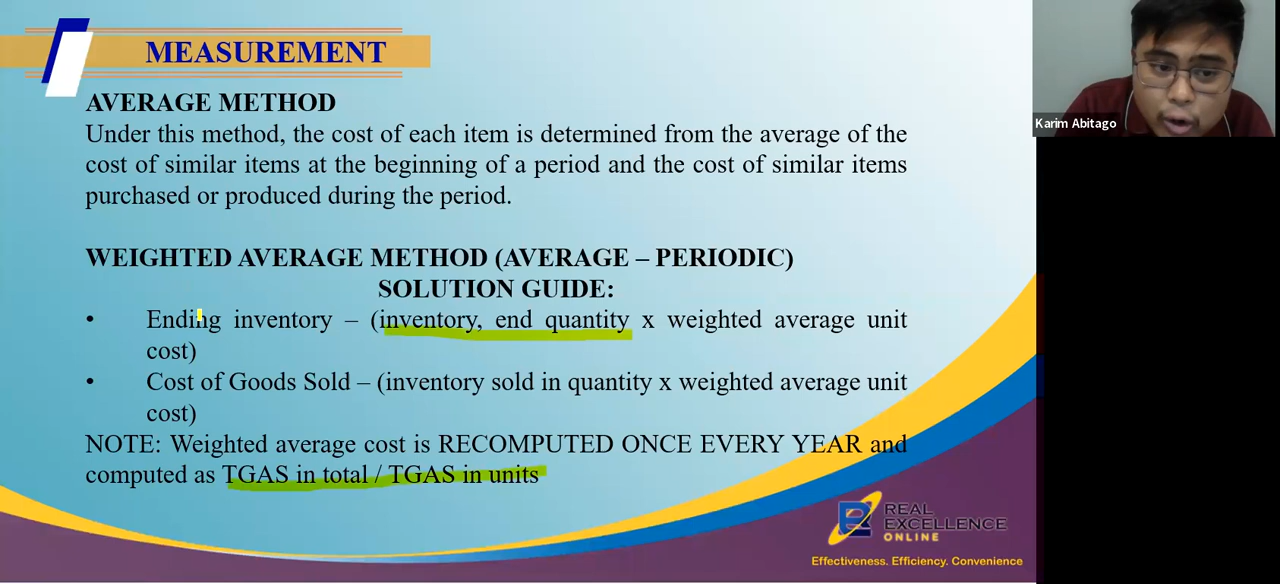 MEASUREMENT
Karim Abitago
AVERAGE METHOD
Under this method, the cost of each item is determined from the average of the
cost of similar items at the beginning of a period and the cost of similar items
purchased or produced during the period.
WEIGHTED AVERAGE METHOD (AVERAGE – PERIODIC)
SOLUTION GUIDE:
• Ending inventory – (inventory, end quantity x weighted average unit
cost)
• Cost of Goods Sold – (inventory sold in quantity x weighted average unit
cost)
NOTE: Weighted average cost is RECOMPUTED ONCE EVERY YEAR and
computed as TGAS in total / TGAS in units
REAL
EXCELLENCE
ONLINE
Effectiveness. Efficiency. Convenience